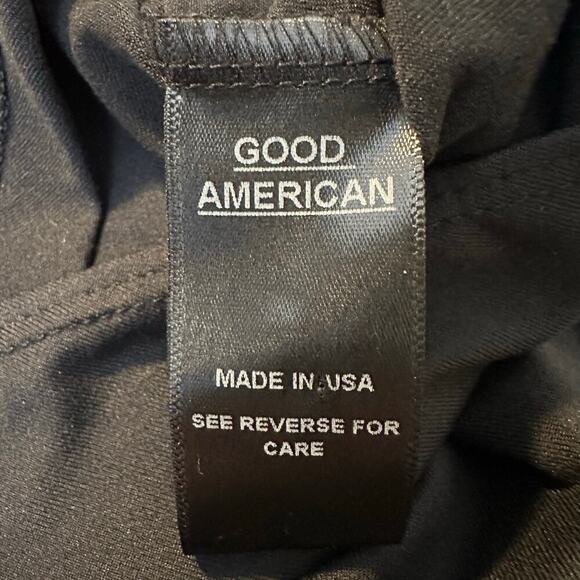 GOOD
AMERICAN
MADE IN USA
SEE REVERSE FOR
CARE